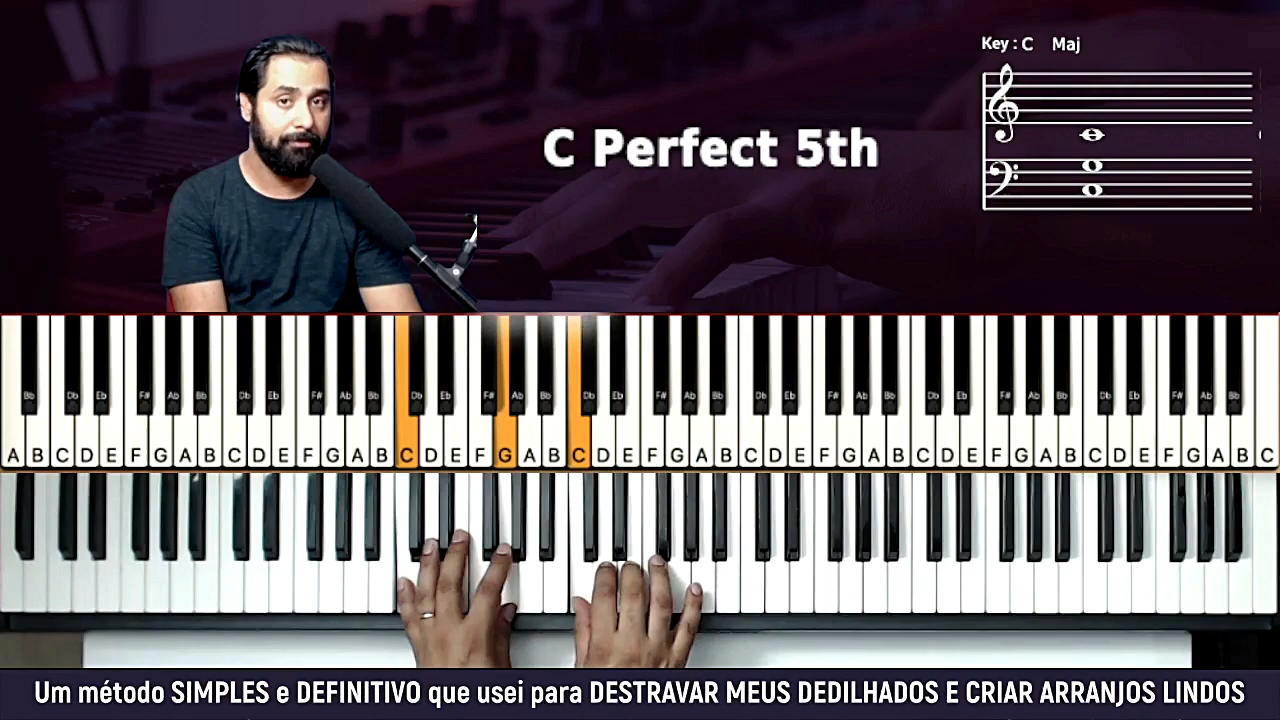 Key : C Maj
C Perfect 5th
Bb Db Eb F# Ab Bb Db Eb F# Ab Bb Db Eb F# Ab Bb Db Eb F# Ab Bb Db Eb F# Ab Bb Db Eb F# Ab Bb Db Eb F# Ab Bb
A B C D E F G A B C D E F G A B C D E F G A B C D E F G A B C D E F G A B C D E F G A B C D E F G A B C
Um método SIMPLES e DEFINITIVO que usei para DESTRAVAR MEUS DEDILHADOS E CRIAR ARRANJOS LINDOS